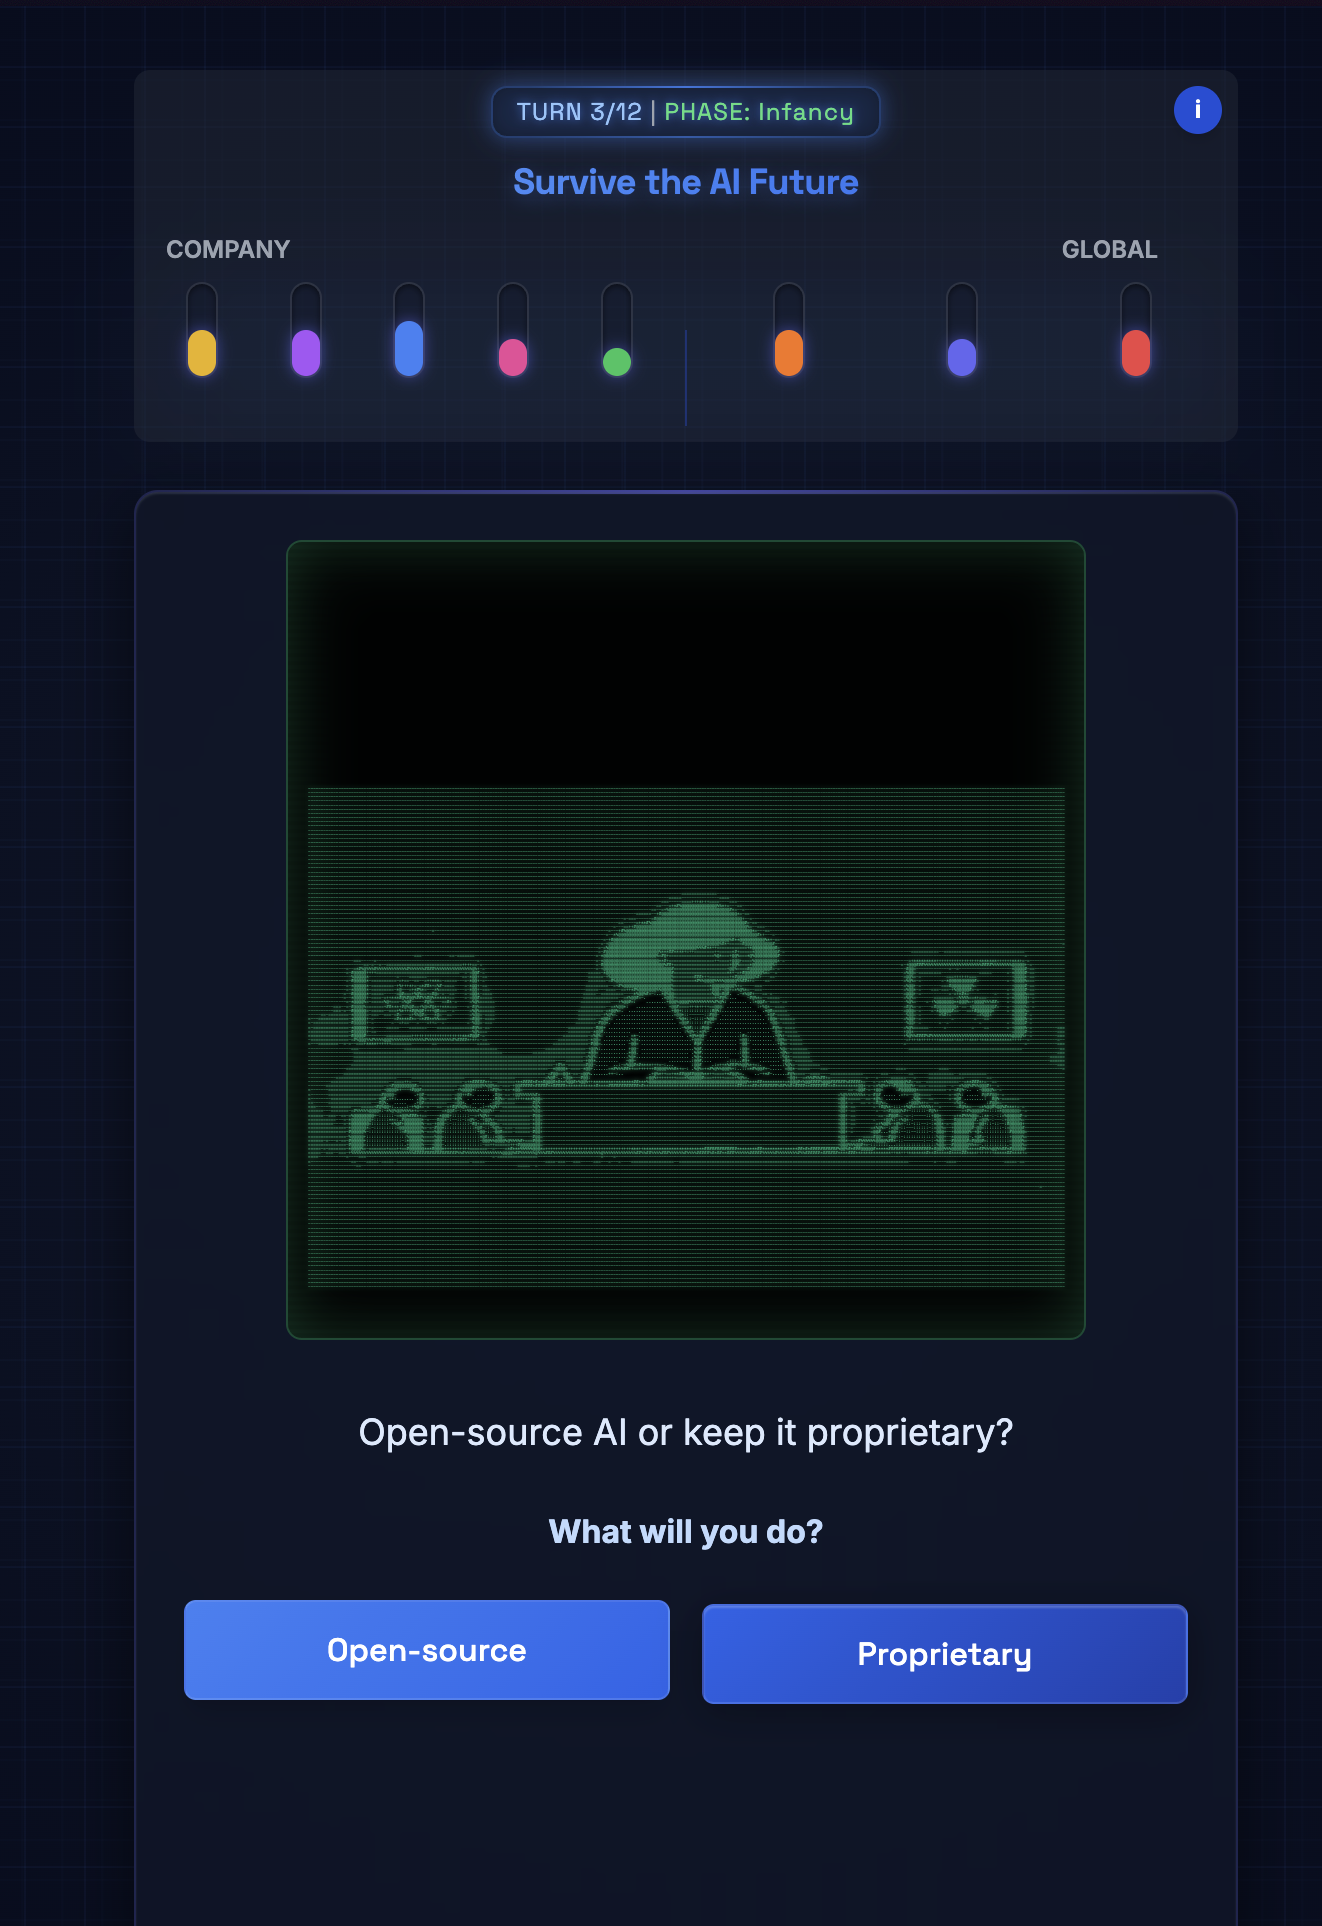 TURN 3/12 | PHASE: Infancy
i
Survive the AI Future
COMPANY
GLOBAL
Open-source AI or keep it proprietary?
What will you do?
Open-source
Proprietary